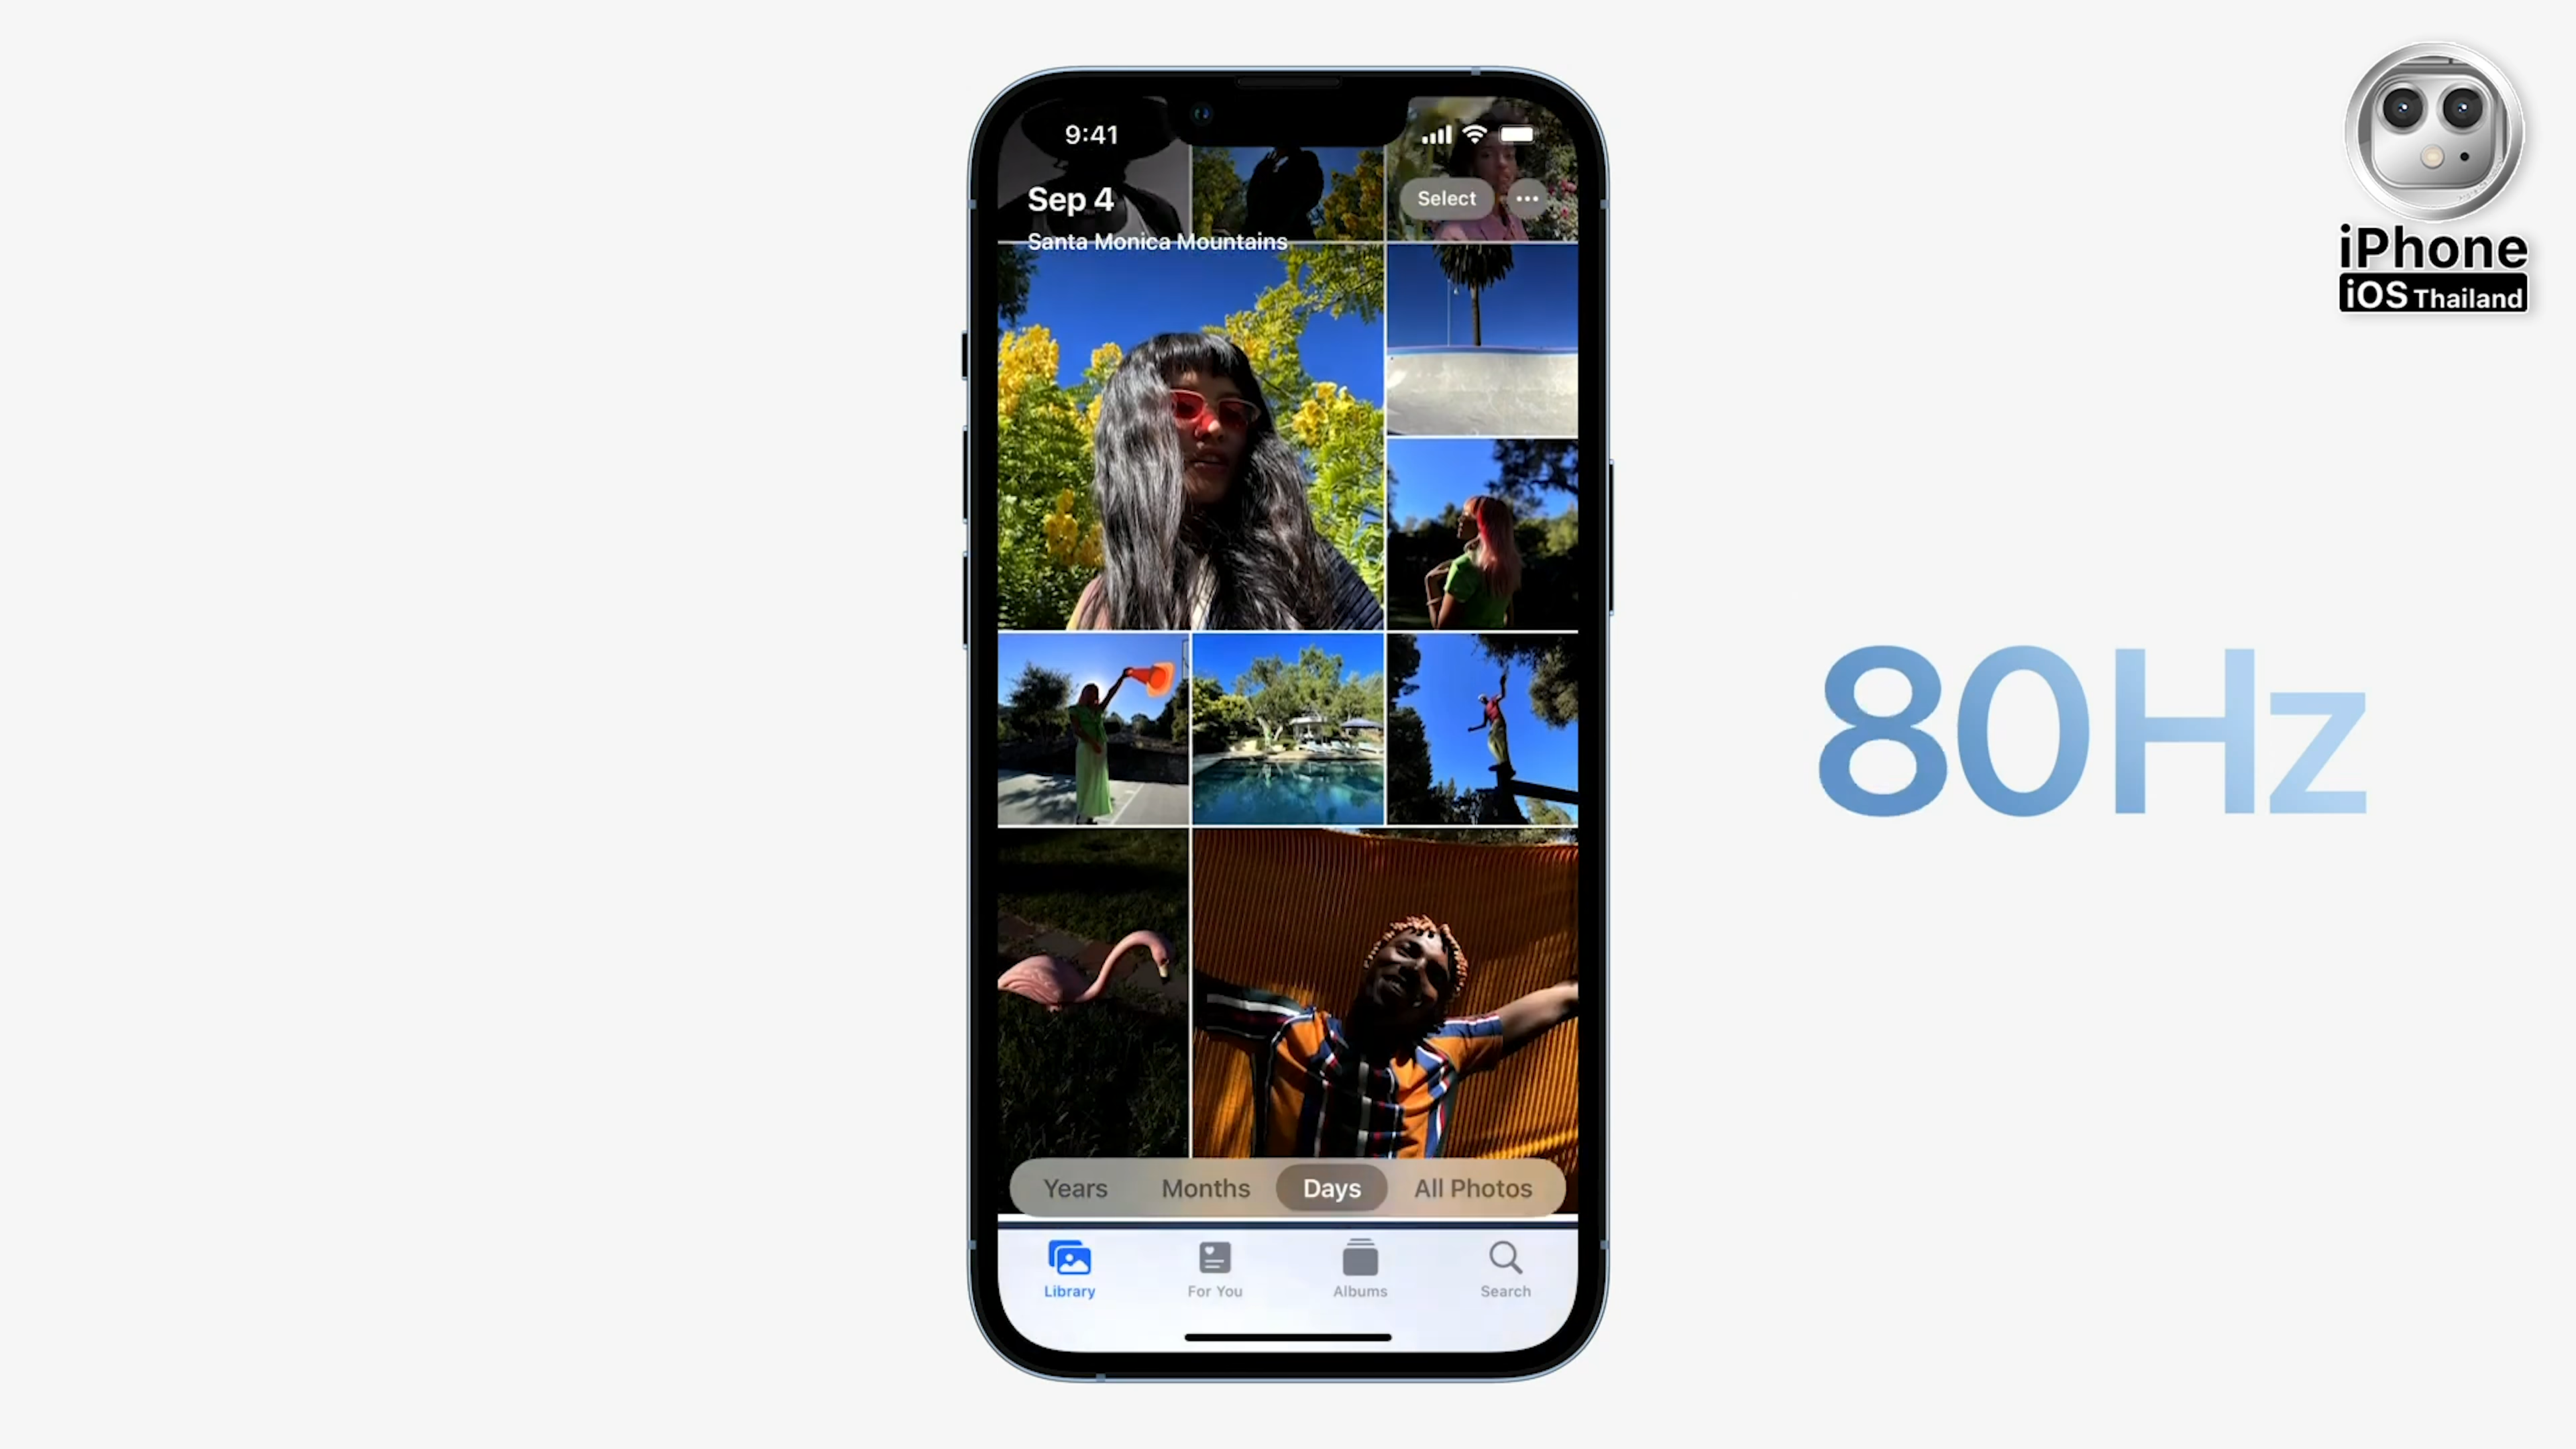 9:41
Sep 4
Select
Santa Monica Mountains
iPhone
iOS Thailand
80Hz
Years Months Days All Photos
Library For You Albums Search